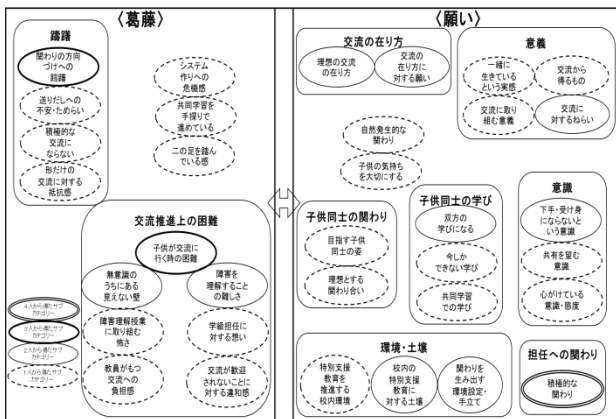 〈葛藤〉
躊躇
関わりの方向
づけへの
躊躇
送りだしへの
不安・ためらい
積極的な
交流に
ならない
形だけの
交流に対する
抵抗感
システム
作りへの
危機感
共同学習を
手探りで
進めている
二の足を踏ん
でいる感
交流推進上の困難
子供が交流に
行く時の困難
無意識の
うちにある
見えない壁
障害を
理解すること
の難しさ
障害理解授業
に取り組む
怖さ
学級担任に
対する想い
教員がもつ
交流への
負担感
交流が歓迎
されないことに
対する違和感
4人から得たサブ
カテゴリー
3人から得たサブ
カテゴリー
2人から得たサブ
カテゴリー
1人から得たサブ
カテゴリー
〈願い〉
交流の在り方
理想の交流
の在り方
交流の
在り方に
対する願い
意義
一緒に
生きている
という実感
交流から
得るもの
交流に取り
組む意義
交流に
対するねらい
自然発生的な
関わり
子供の気持ち
を大切にする
子供同士の関わり
目指す子供
同士の姿
理想とする
関わり合い
子供同士の学び
双方の
学びになる
今しか
できない学び
共同学習
での学び
意識
下手・受け身
にならないと
いう意識
共有を望む
意識
心がけている
意識・態度
環境・土壌
特別支援
教育を
推進する
校内環境
校内の
特別支援
教育に
対する土壌
関わりを
生み出す
環境設定・
手立て
担任への関わり
積極的な
関わり